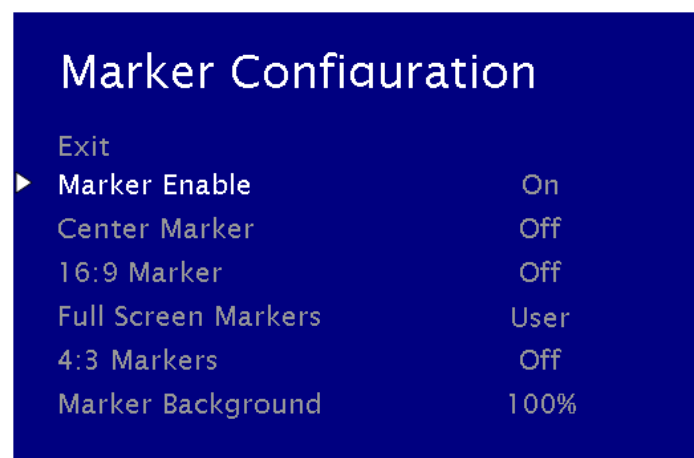 Marker Configuration
Exit
Marker Enable On
Center Marker Off
16:9 Marker Off
Full Screen Markers User
4:3 Markers Off
Marker Background 100%